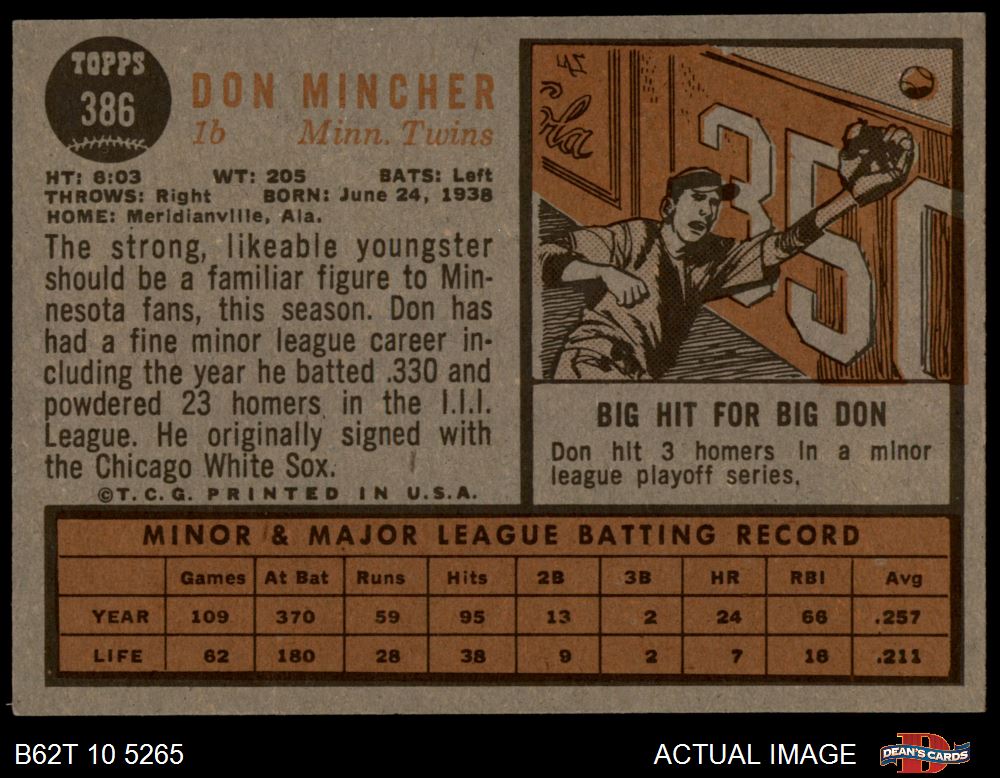 TOPPS
386
DON MINCHER
1b Minn. Twins
HT: 6:03 WT: 205 BATS: Left
THROWS: Right BORN: June 24, 1938
HOME: Meridianville, Ala.
The strong, likeable youngster
should be a familiar figure to Min-
nesota fans, this season. Don has
had a fine minor league career in-
cluding the year he batted .330 and
powdered 23 homers in the I.I.I.
League. He originally signed with
the Chicago White Sox.
©T.C.G. PRINTED IN U.S.A.
350
BIG HIT FOR BIG DON
Don hit 3 homers in a minor
league playoff series.
MINOR & MAJOR LEAGUE BATTING RECORD
Games At Bat Runs Hits 2B 3B HR RBI Avg
YEAR 109 370 59 95 13 2 24 66 .257
LIFE 62 180 28 38 9 2 7 18 .211
B62T 10 5265 ACTUAL IMAGE DEAN'S CARDS